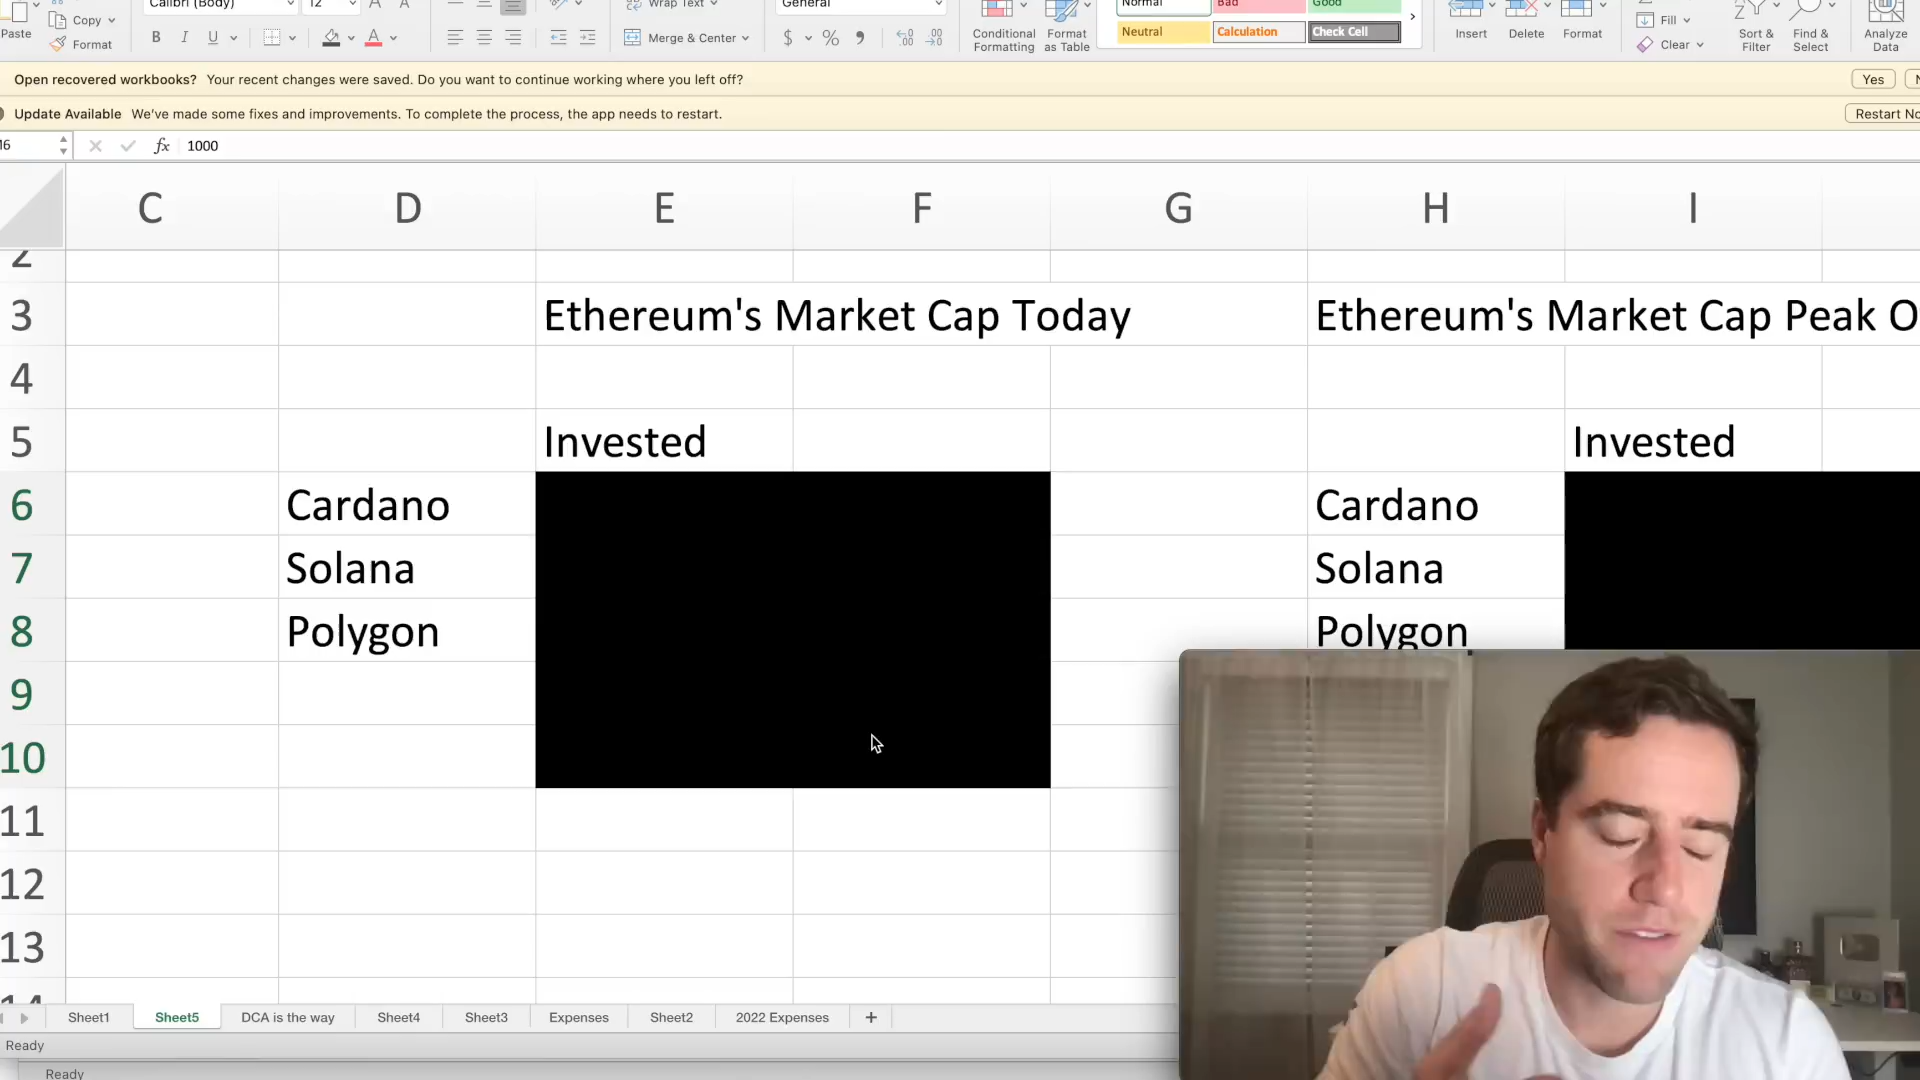 Calibri (Body) 12 Wrap Text General Normal Bad Good
Paste Copy Format B I U Merge & Center $ % Conditional Formatting Format as Table Neutral Calculation Check Cell Insert Delete Format Fill Clear Sort & Filter Find & Select Analyze Data
Open recovered workbooks? Your recent changes were saved. Do you want to continue working where you left off? Yes
Update Available We've made some fixes and improvements. To complete the process, the app needs to restart. Restart
fx 1000
C D E F G H I
2
3 Ethereum's Market Cap Today Ethereum's Market Cap Peak
4
5 Invested Invested
6 Cardano Cardano
7 Solana Solana
8 Polygon Polygon
9
10
11
12
13
14
Sheet1 Sheet5 DCA is the way Sheet4 Sheet3 Expenses Sheet2 2022 Expenses +
Ready
Ready